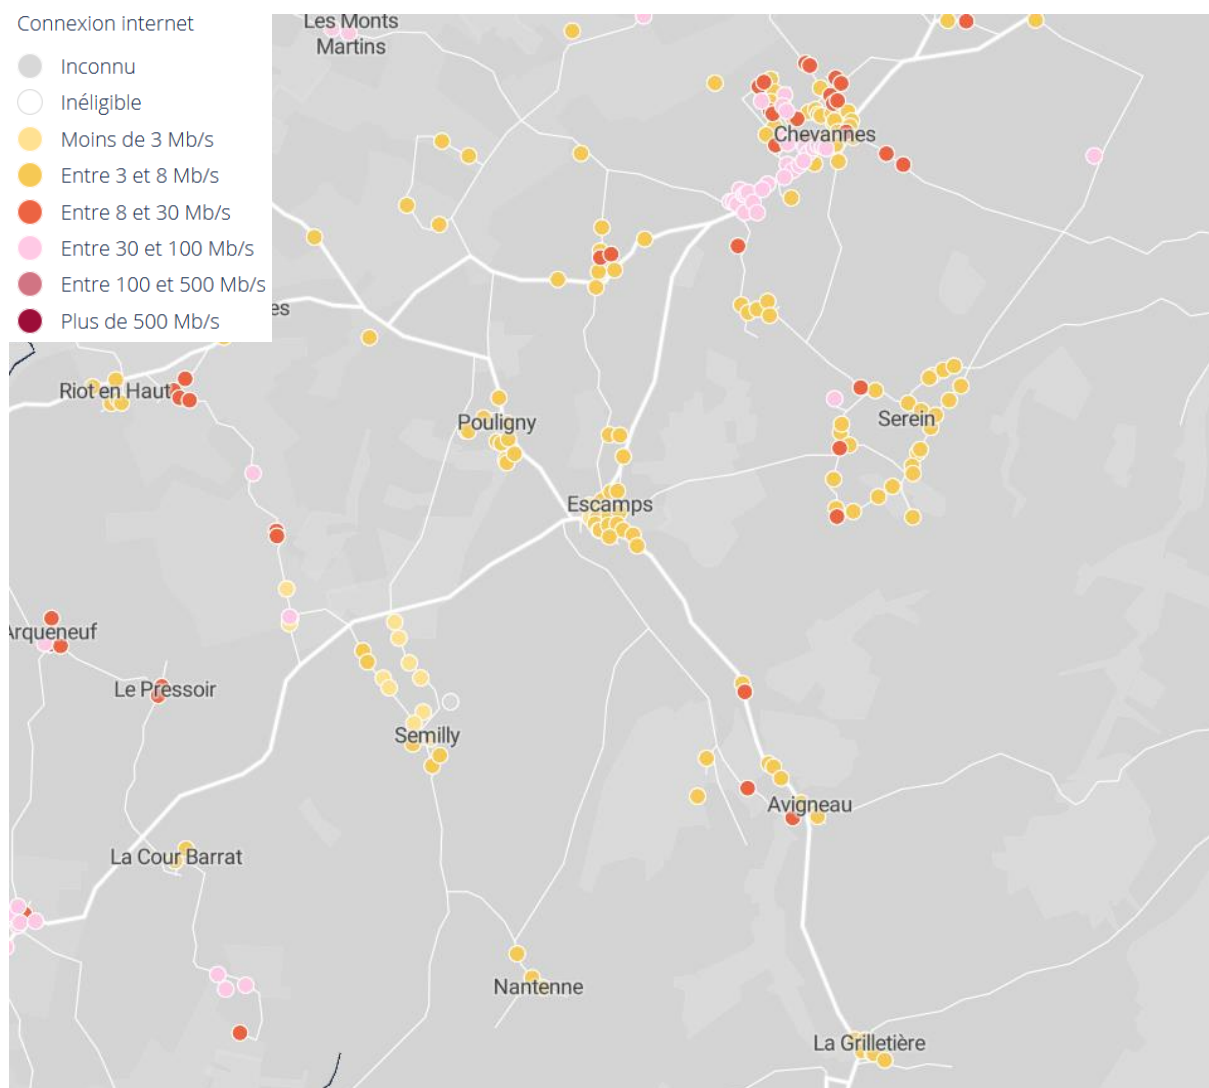 Connexion internet
Inconnu
Inéligible
Moins de 3 Mb/s
Entre 3 et 8 Mb/s
Entre 8 et 30 Mb/s
Entre 30 et 100 Mb/s
Entre 100 et 500 Mb/s
Plus de 500 Mb/s
Les Monts
Martins
Chevannes
es
Riot en Haut
Pouligny
Serein
Escamps
Arqueneuf
Le Pressoir
Semilly
Avigneau
La Cour Barrat
Nantenne
La Grilletière